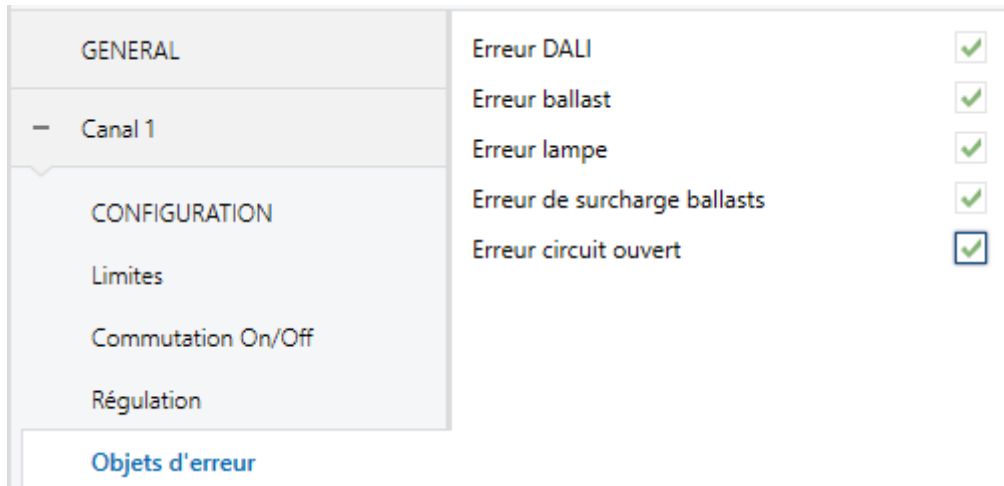 GENERAL
− Canal 1
CONFIGURATION
Limites
Commutation On/Off
Régulation
Objets d'erreur
Erreur DALI
Erreur ballast
Erreur lampe
Erreur de surcharge ballasts
Erreur circuit ouvert